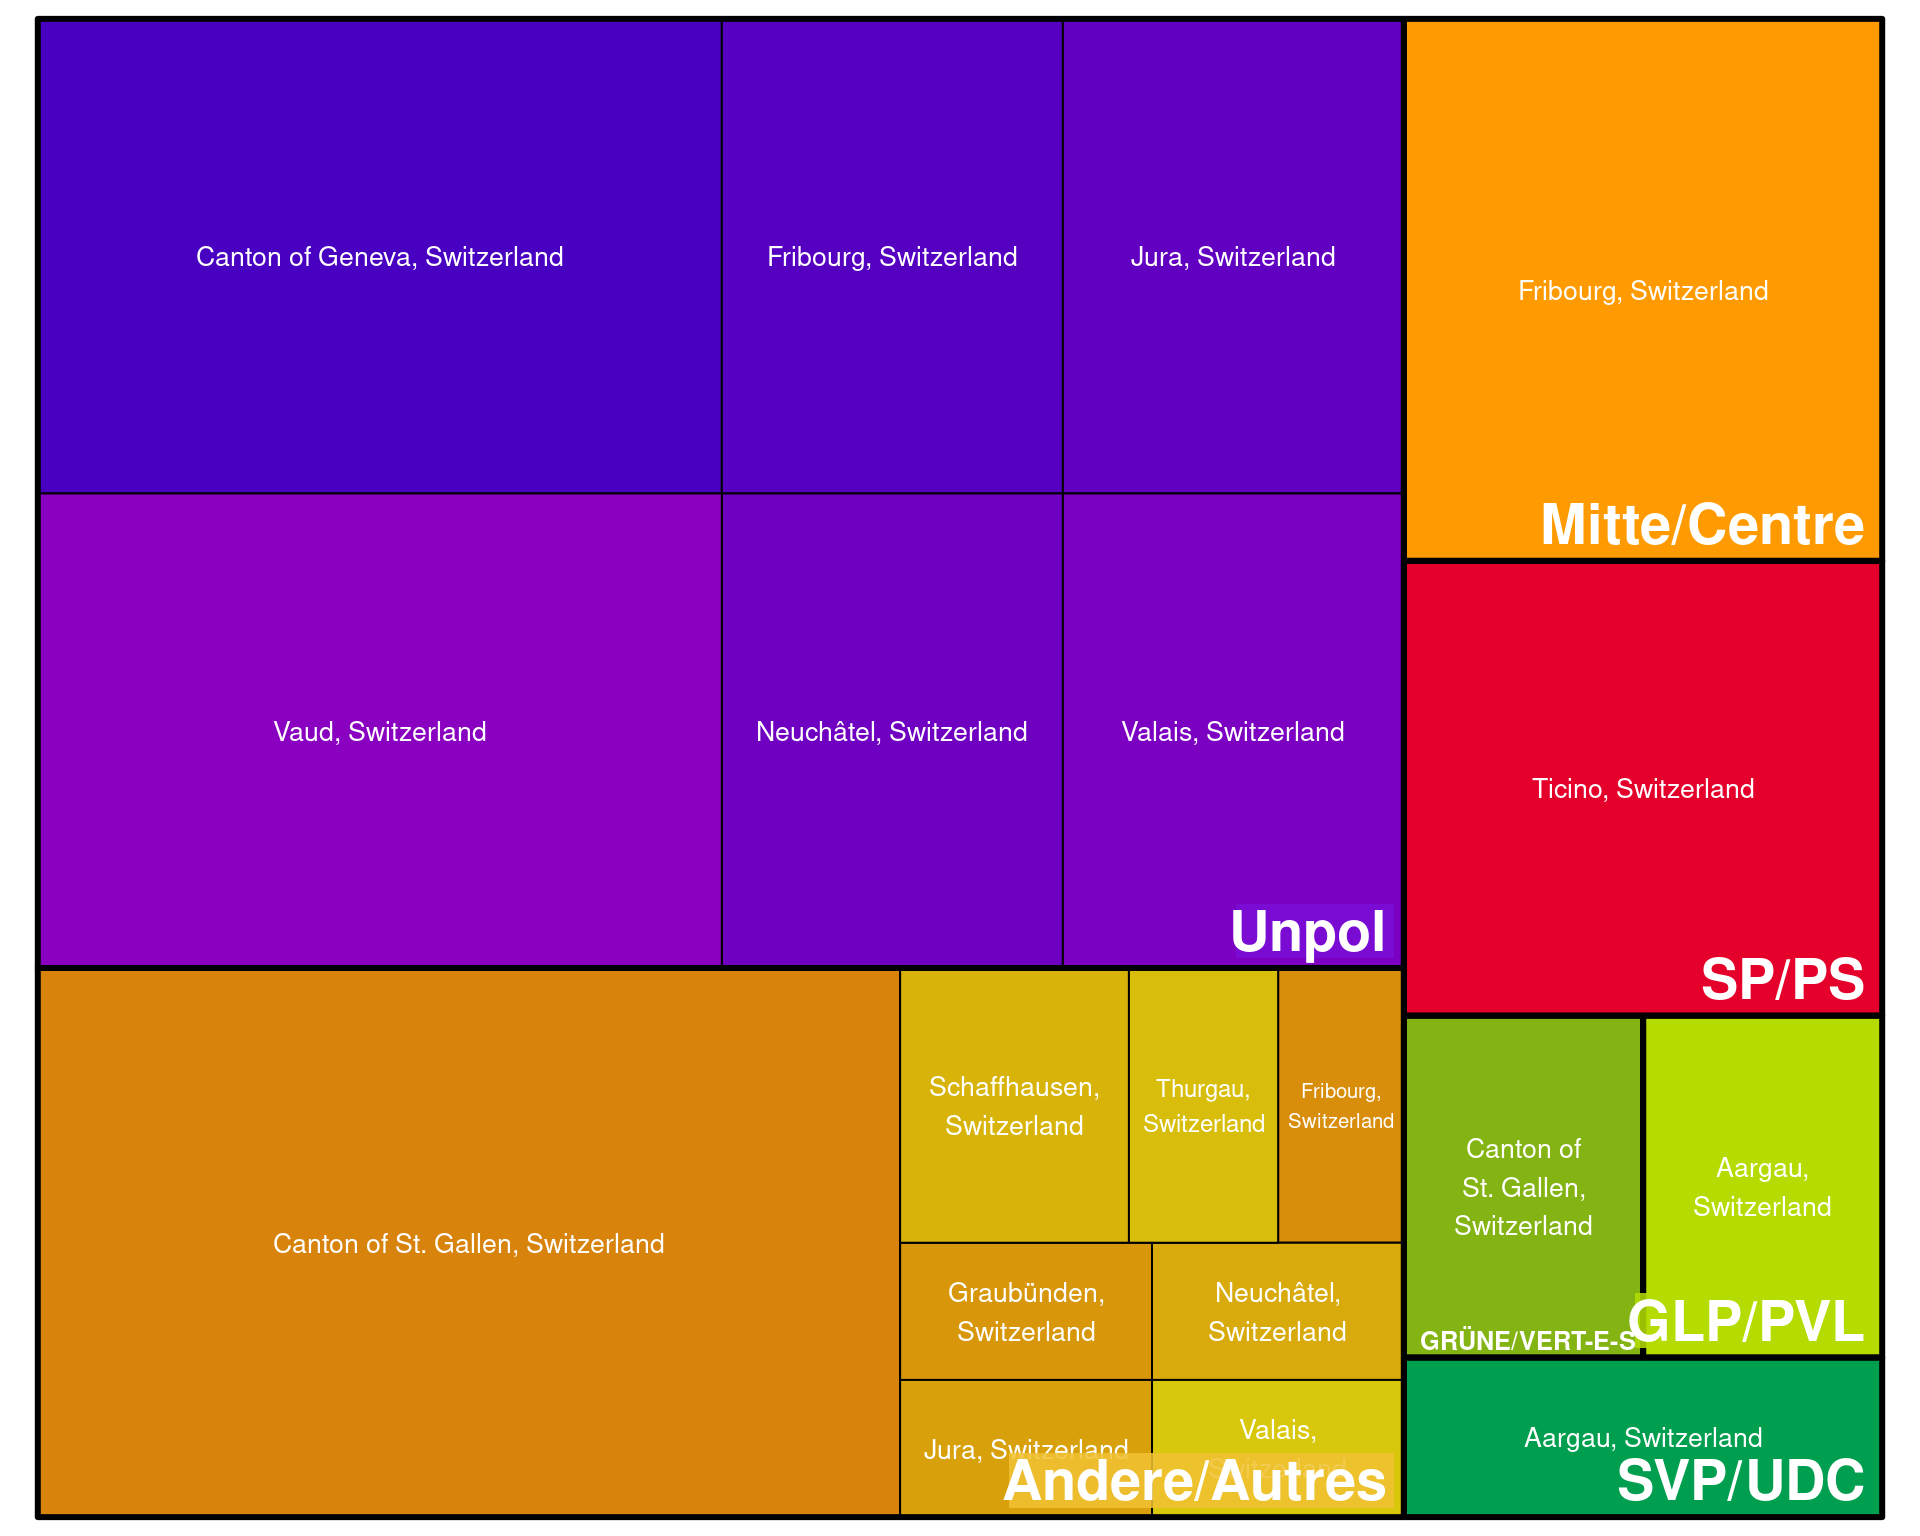 Canton of Geneva, Switzerland
Fribourg, Switzerland
Jura, Switzerland
Vaud, Switzerland
Neuchâtel, Switzerland
Valais, Switzerland
Unpol
Fribourg, Switzerland
Mitte/Centre
Ticino, Switzerland
SP/PS
Canton of St. Gallen, Switzerland
Schaffhausen,
Switzerland
Thurgau,
Switzerland
Fribourg,
Switzerland
Graubünden,
Switzerland
Neuchâtel,
Switzerland
Jura, Switzerland
Valais,
Switzerland
Andere/Autres
Canton of
St. Gallen,
Switzerland
GRÜNE/VERT-E-S
Aargau,
Switzerland
GLP/PVL
Aargau, Switzerland
SVP/UDC